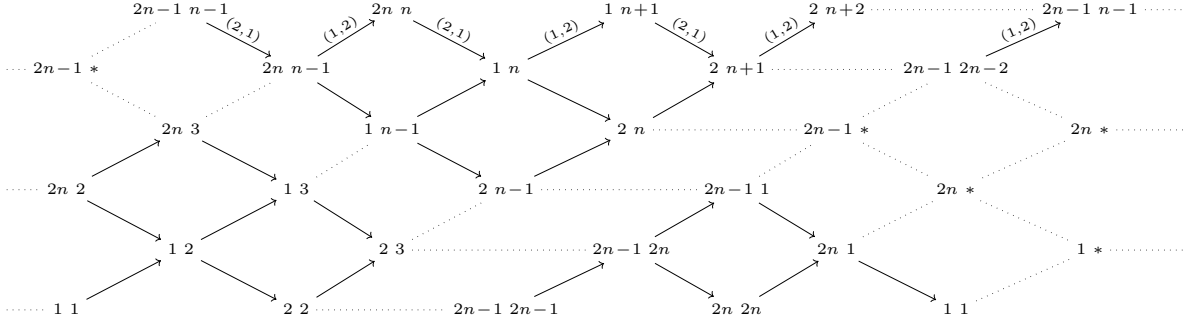 2n−1 n−1 2n n 1 n+1 2 n+2 2n−1 n−1
(2,1) (1,2) (2,1) (1,2) (2,1) (1,2) (1,2)
2n−1 * 2n n−1 1 n 2 n+1 2n−1 2n−2
2n 3 1 n−1 2 n 2n−1 * 2n *
2n 2 1 3 2 n−1 2n−1 1 2n *
1 2 2 3 2n−1 2n 2n 1 1 *
1 1 2 2 2n−1 2n−1 2n 2n 1 1